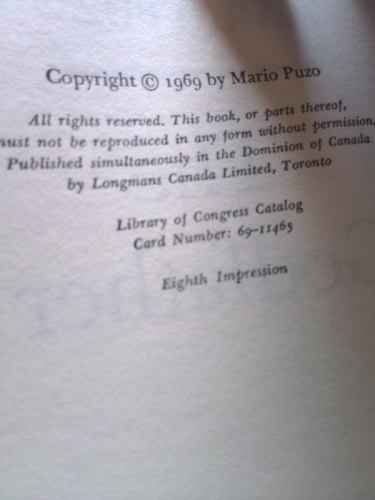 Copyright © 1969 by Mario Puzo
All rights reserved. This book, or parts thereof,
must not be reproduced in any form without permission.
Published simultaneously in the Dominion of Canada
by Longmans Canada Limited, Toronto
Library of Congress Catalog
Card Number: 69–11465
Eighth Impression